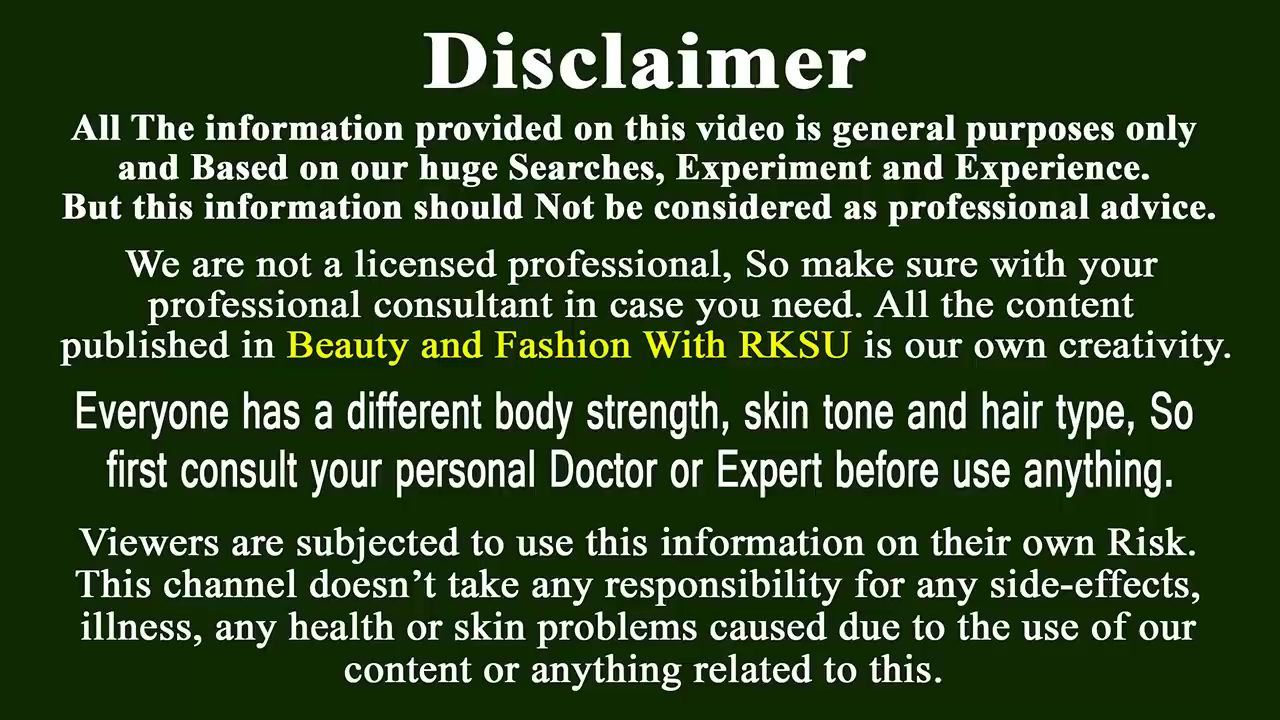 Disclaimer
All The information provided on this video is general purposes only
and Based on our huge Searches, Experiment and Experience.
But this information should Not be considered as professional advice.
We are not a licensed professional, So make sure with your
professional consultant in case you need. All the content
published in Beauty and Fashion With RKSU is our own creativity.
Everyone has a different body strength, skin tone and hair type, So
first consult your personal Doctor or Expert before use anything.
Viewers are subjected to use this information on their own Risk.
This channel doesn’t take any responsibility for any side-effects,
illness, any health or skin problems caused due to the use of our
content or anything related to this.